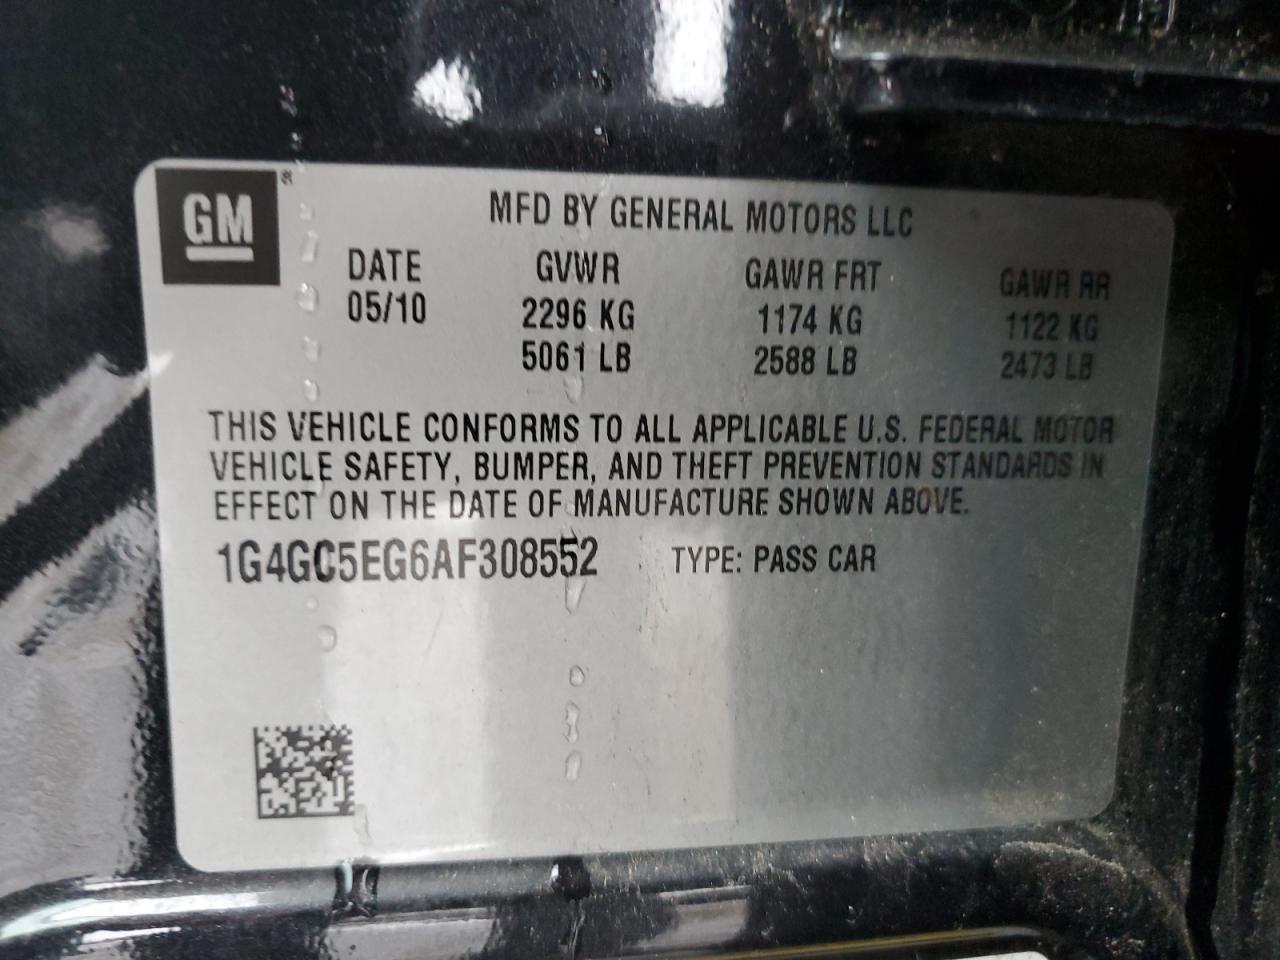 GM
MFD BY GENERAL MOTORS LLC
DATE GVWR GAWR FRT GAWR RR
05/10 2296 KG 1174 KG 1122 KG
5061 LB 2588 LB 2473 LB
THIS VEHICLE CONFORMS TO ALL APPLICABLE U.S. FEDERAL MOTOR
VEHICLE SAFETY, BUMPER, AND THEFT PREVENTION STANDARDS IN
EFFECT ON THE DATE OF MANUFACTURE SHOWN ABOVE.
1G4GC5EG6AF308552 TYPE: PASS CAR